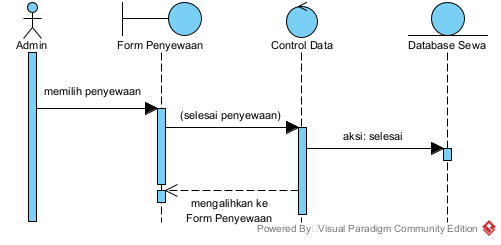 Admin
Form Penyewaan
Control Data
Database Sewa
memilih penyewaan
(selesai penyewaan)
aksi: selesai
mengalihkan ke
Form Penyewaan
Powered By Visual Paradigm Community Edition